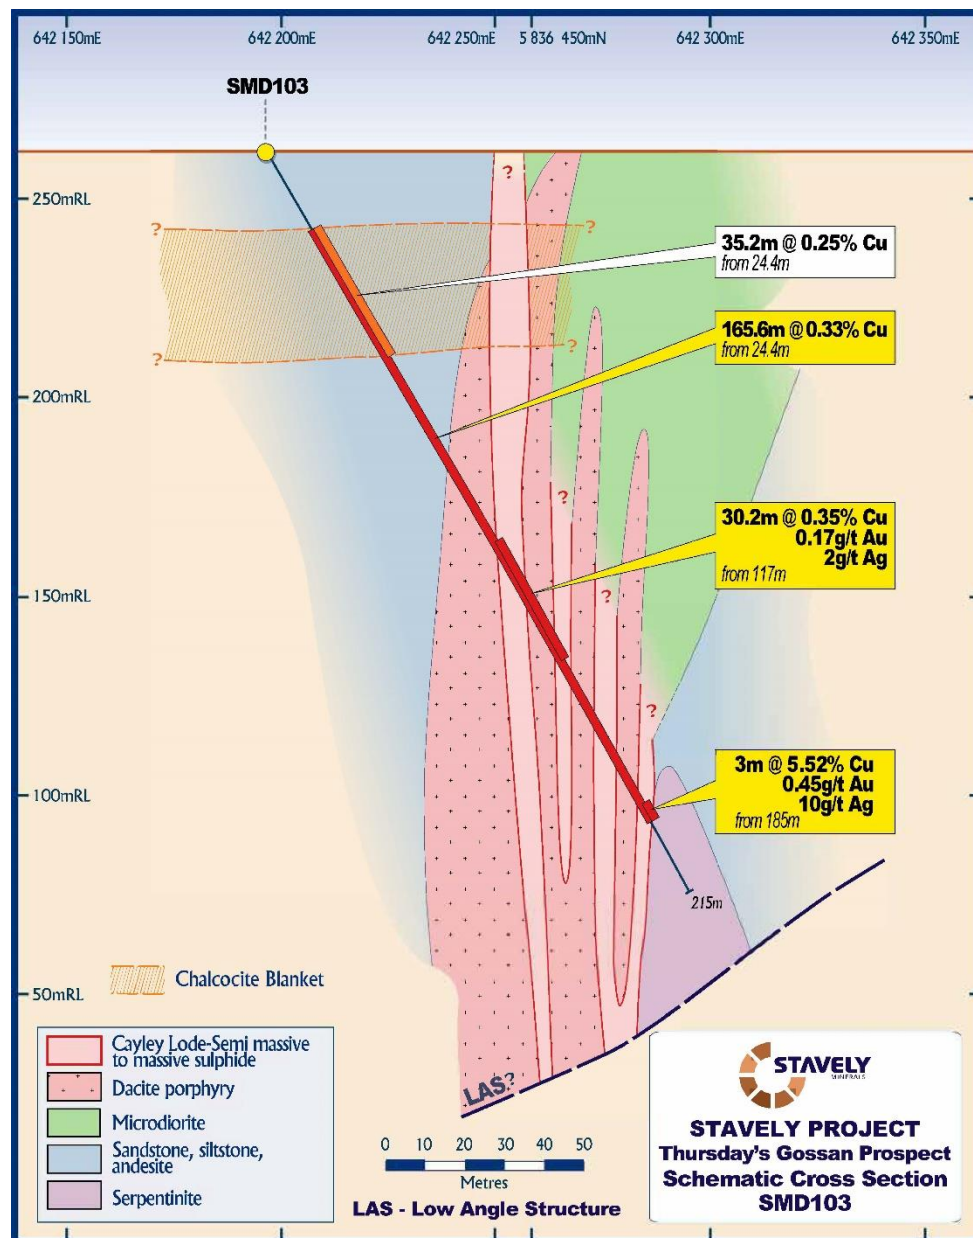 642 150mE
642 200mE
642 250mE
5 836 450mN
642 300mE
642 350mE
SMD103
250mRL
200mRL
150mRL
100mRL
50mRL
?
?
?
?
?
?
?
?
35.2m @ 0.25% Cu
from 24.4m
165.6m @ 0.33% Cu
from 24.4m
30.2m @ 0.35% Cu
0.17g/t Au
2g/t Ag
from 117m
3m @ 5.52% Cu
0.45g/t Au
10g/t Ag
from 185m
215m
Chalcocite Blanket
Cayley Lode-Semi massive
to massive sulphide
Dacite porphyry
Microdiorite
Sandstone, siltstone,
andesite
Serpentinite
LAS?
0 10 20 30 40 50
Metres
LAS - Low Angle Structure
STAVELY
MINERALS
STAVELY PROJECT
Thursday's Gossan Prospect
Schematic Cross Section
SMD103